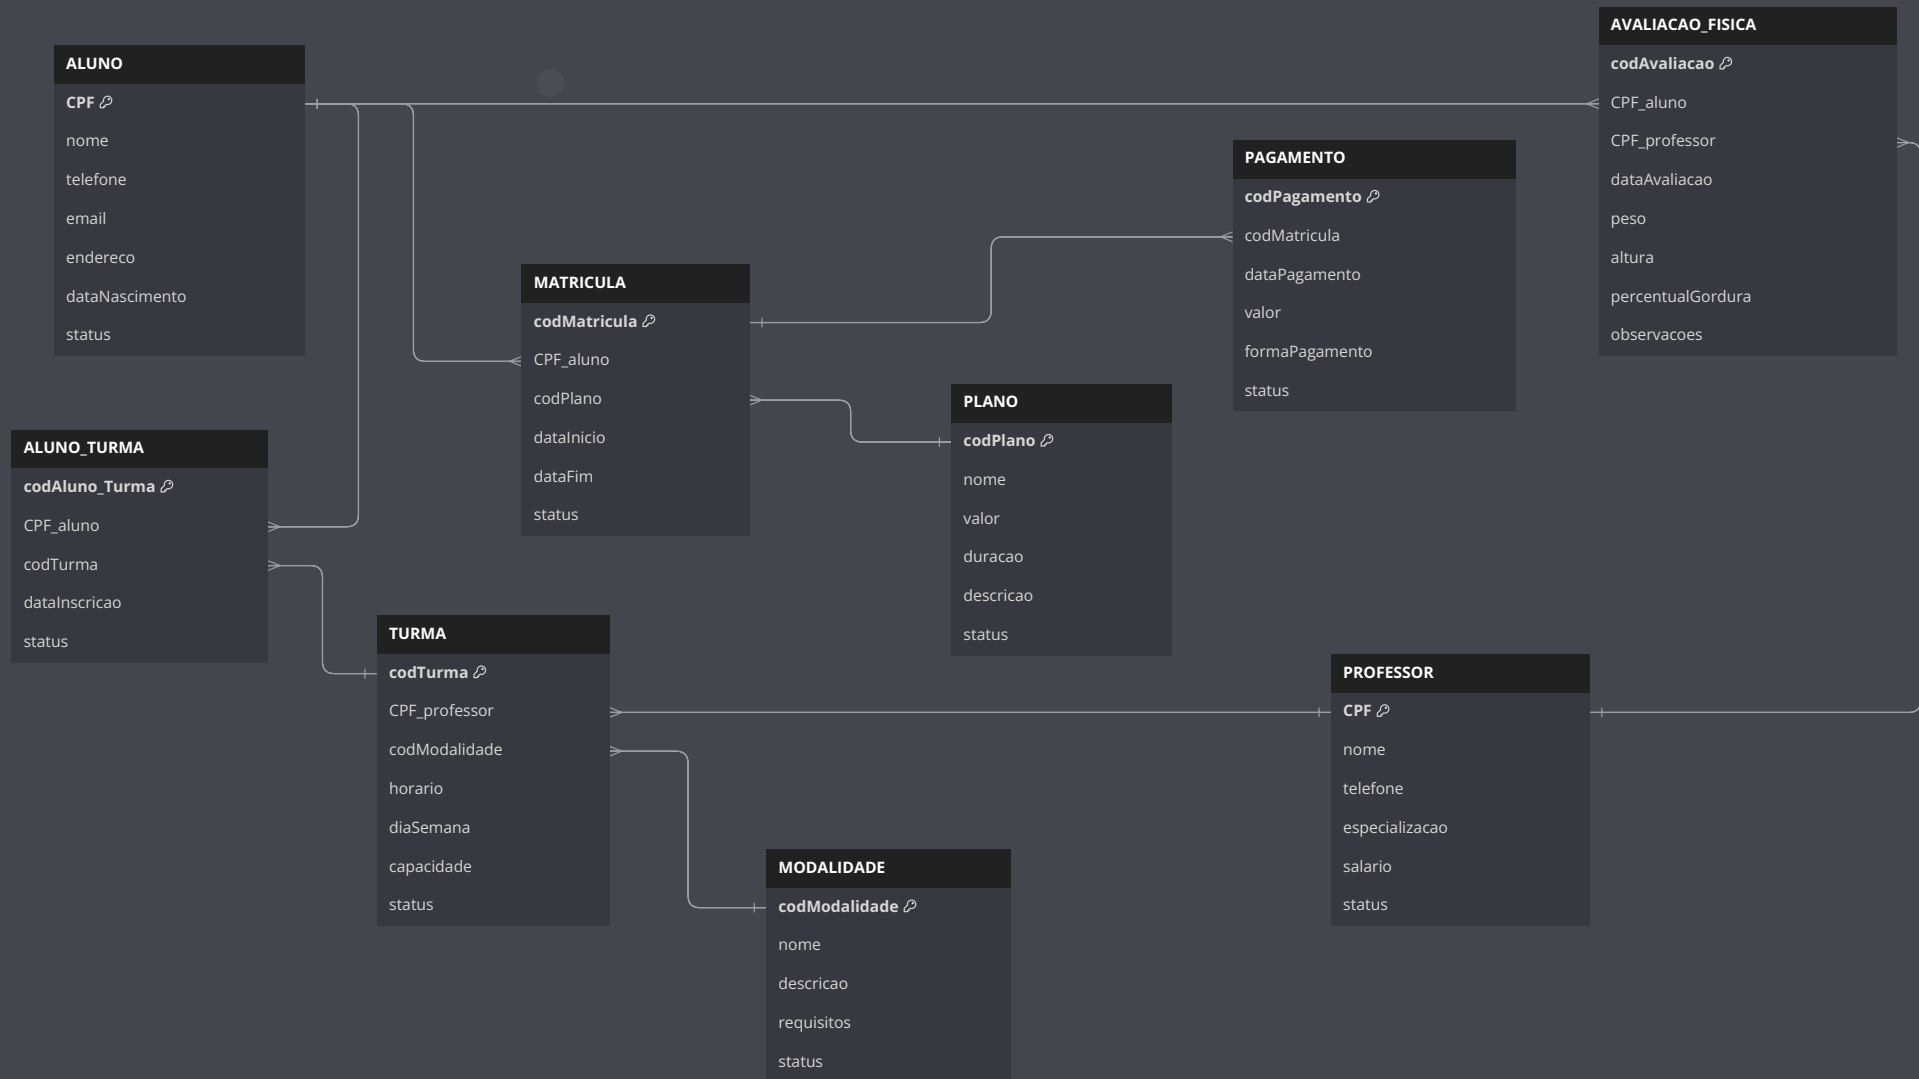 ALUNO
CPF
nome
telefone
email
endereco
dataNascimento
status
AVALIACAO_FISICA
codAvaliacao
CPF_aluno
CPF_professor
dataAvaliacao
peso
altura
percentualGordura
observacoes
PAGAMENTO
codPagamento
codMatricula
dataPagamento
valor
formaPagamento
status
MATRICULA
codMatricula
CPF_aluno
codPlano
dataInicio
dataFim
status
PLANO
codPlano
nome
valor
duracao
descricao
status
ALUNO_TURMA
codAluno_Turma
CPF_aluno
codTurma
dataInscricao
status
TURMA
codTurma
CPF_professor
codModalidade
horario
diaSemana
capacidade
status
PROFESSOR
CPF
nome
telefone
especializacao
salario
status
MODALIDADE
codModalidade
nome
descricao
requisitos
status